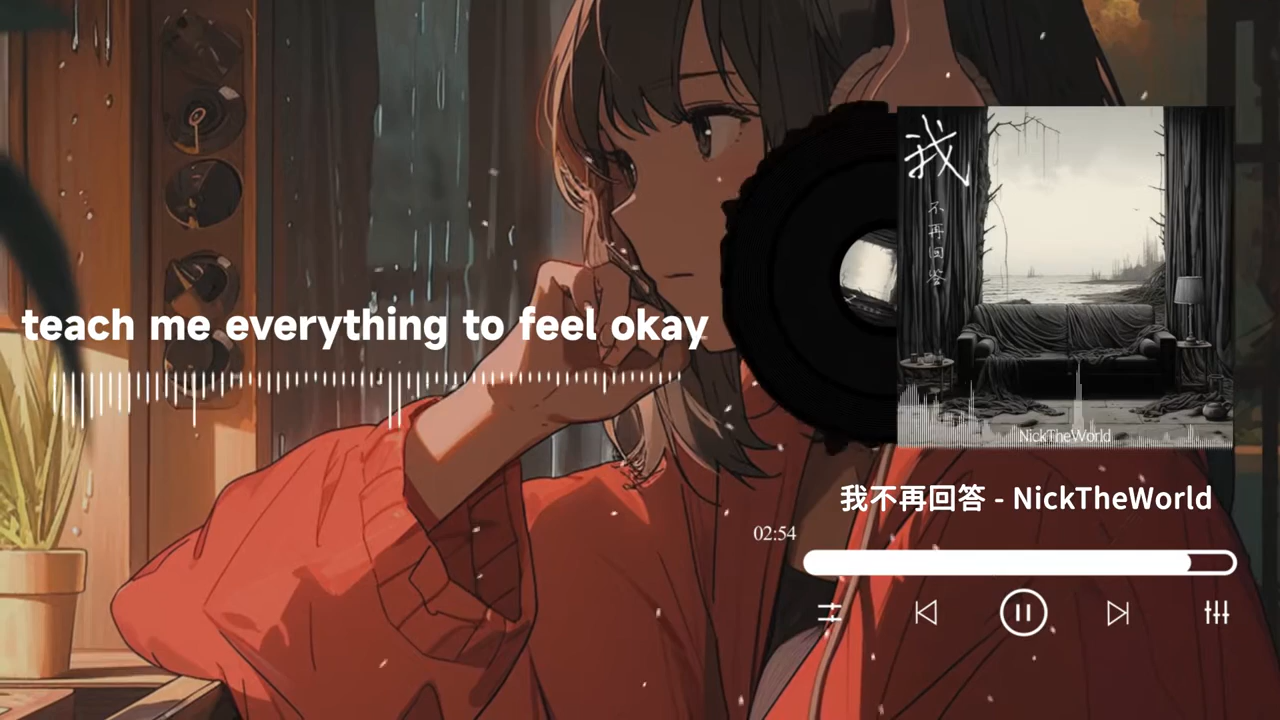 teach me everything to feel okay
我
不再回答
NickTheWorld
我不再回答 - NickTheWorld
02:54